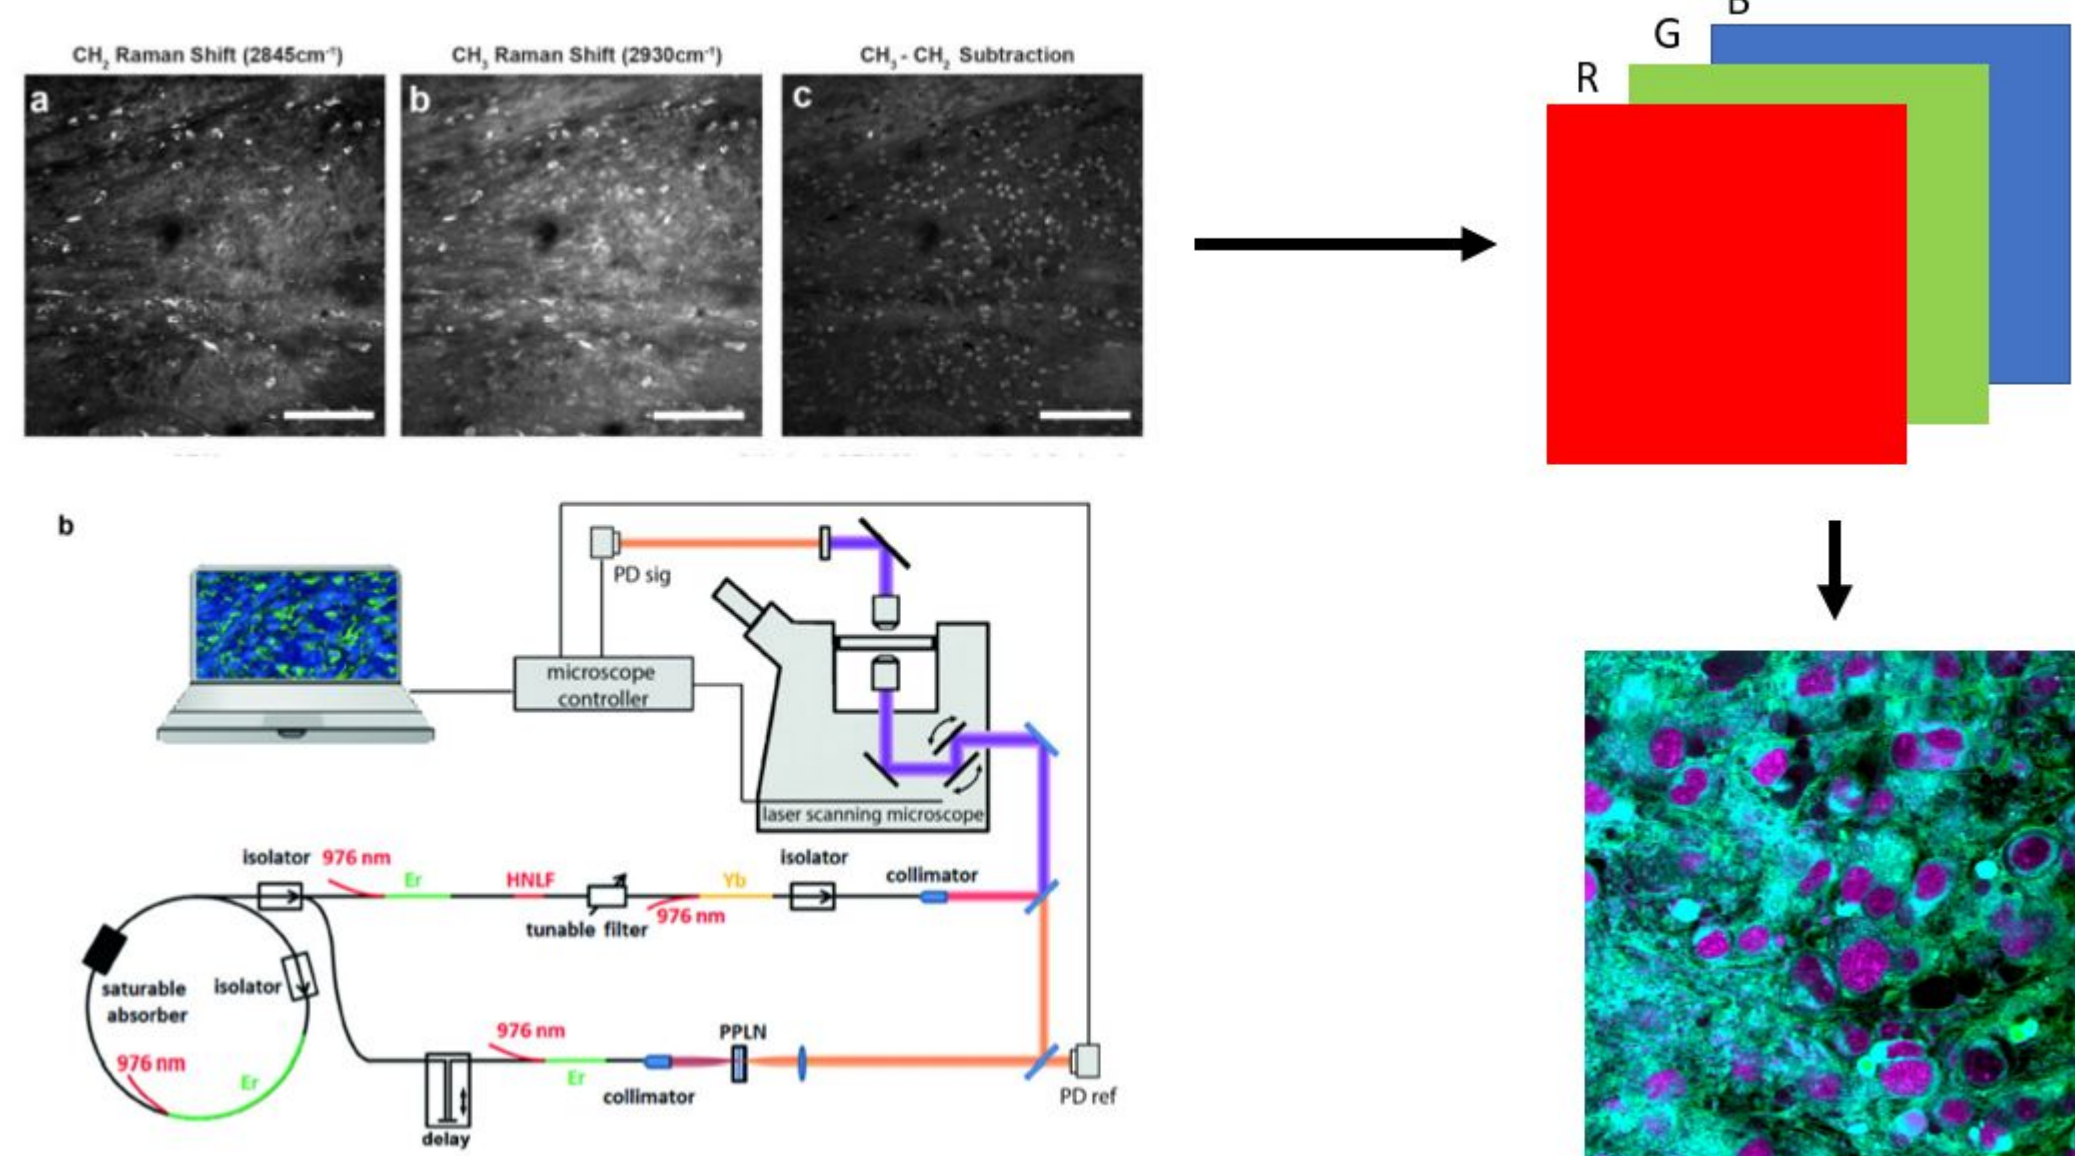 CH₂ Raman Shift (2845cm⁻¹)
CH₃ Raman Shift (2930cm⁻¹)
CH₃ - CH₂ Subtraction
a
b
c
B
G
R
b
PD sig
microscope
controller
laser scanning microscope
isolator
976 nm
Er
HNLF
tunable filter
976 nm
Yb
isolator
collimator
saturable
absorber
isolator
976 nm
Er
delay
976 nm
Er
collimator
PPLN
PD ref